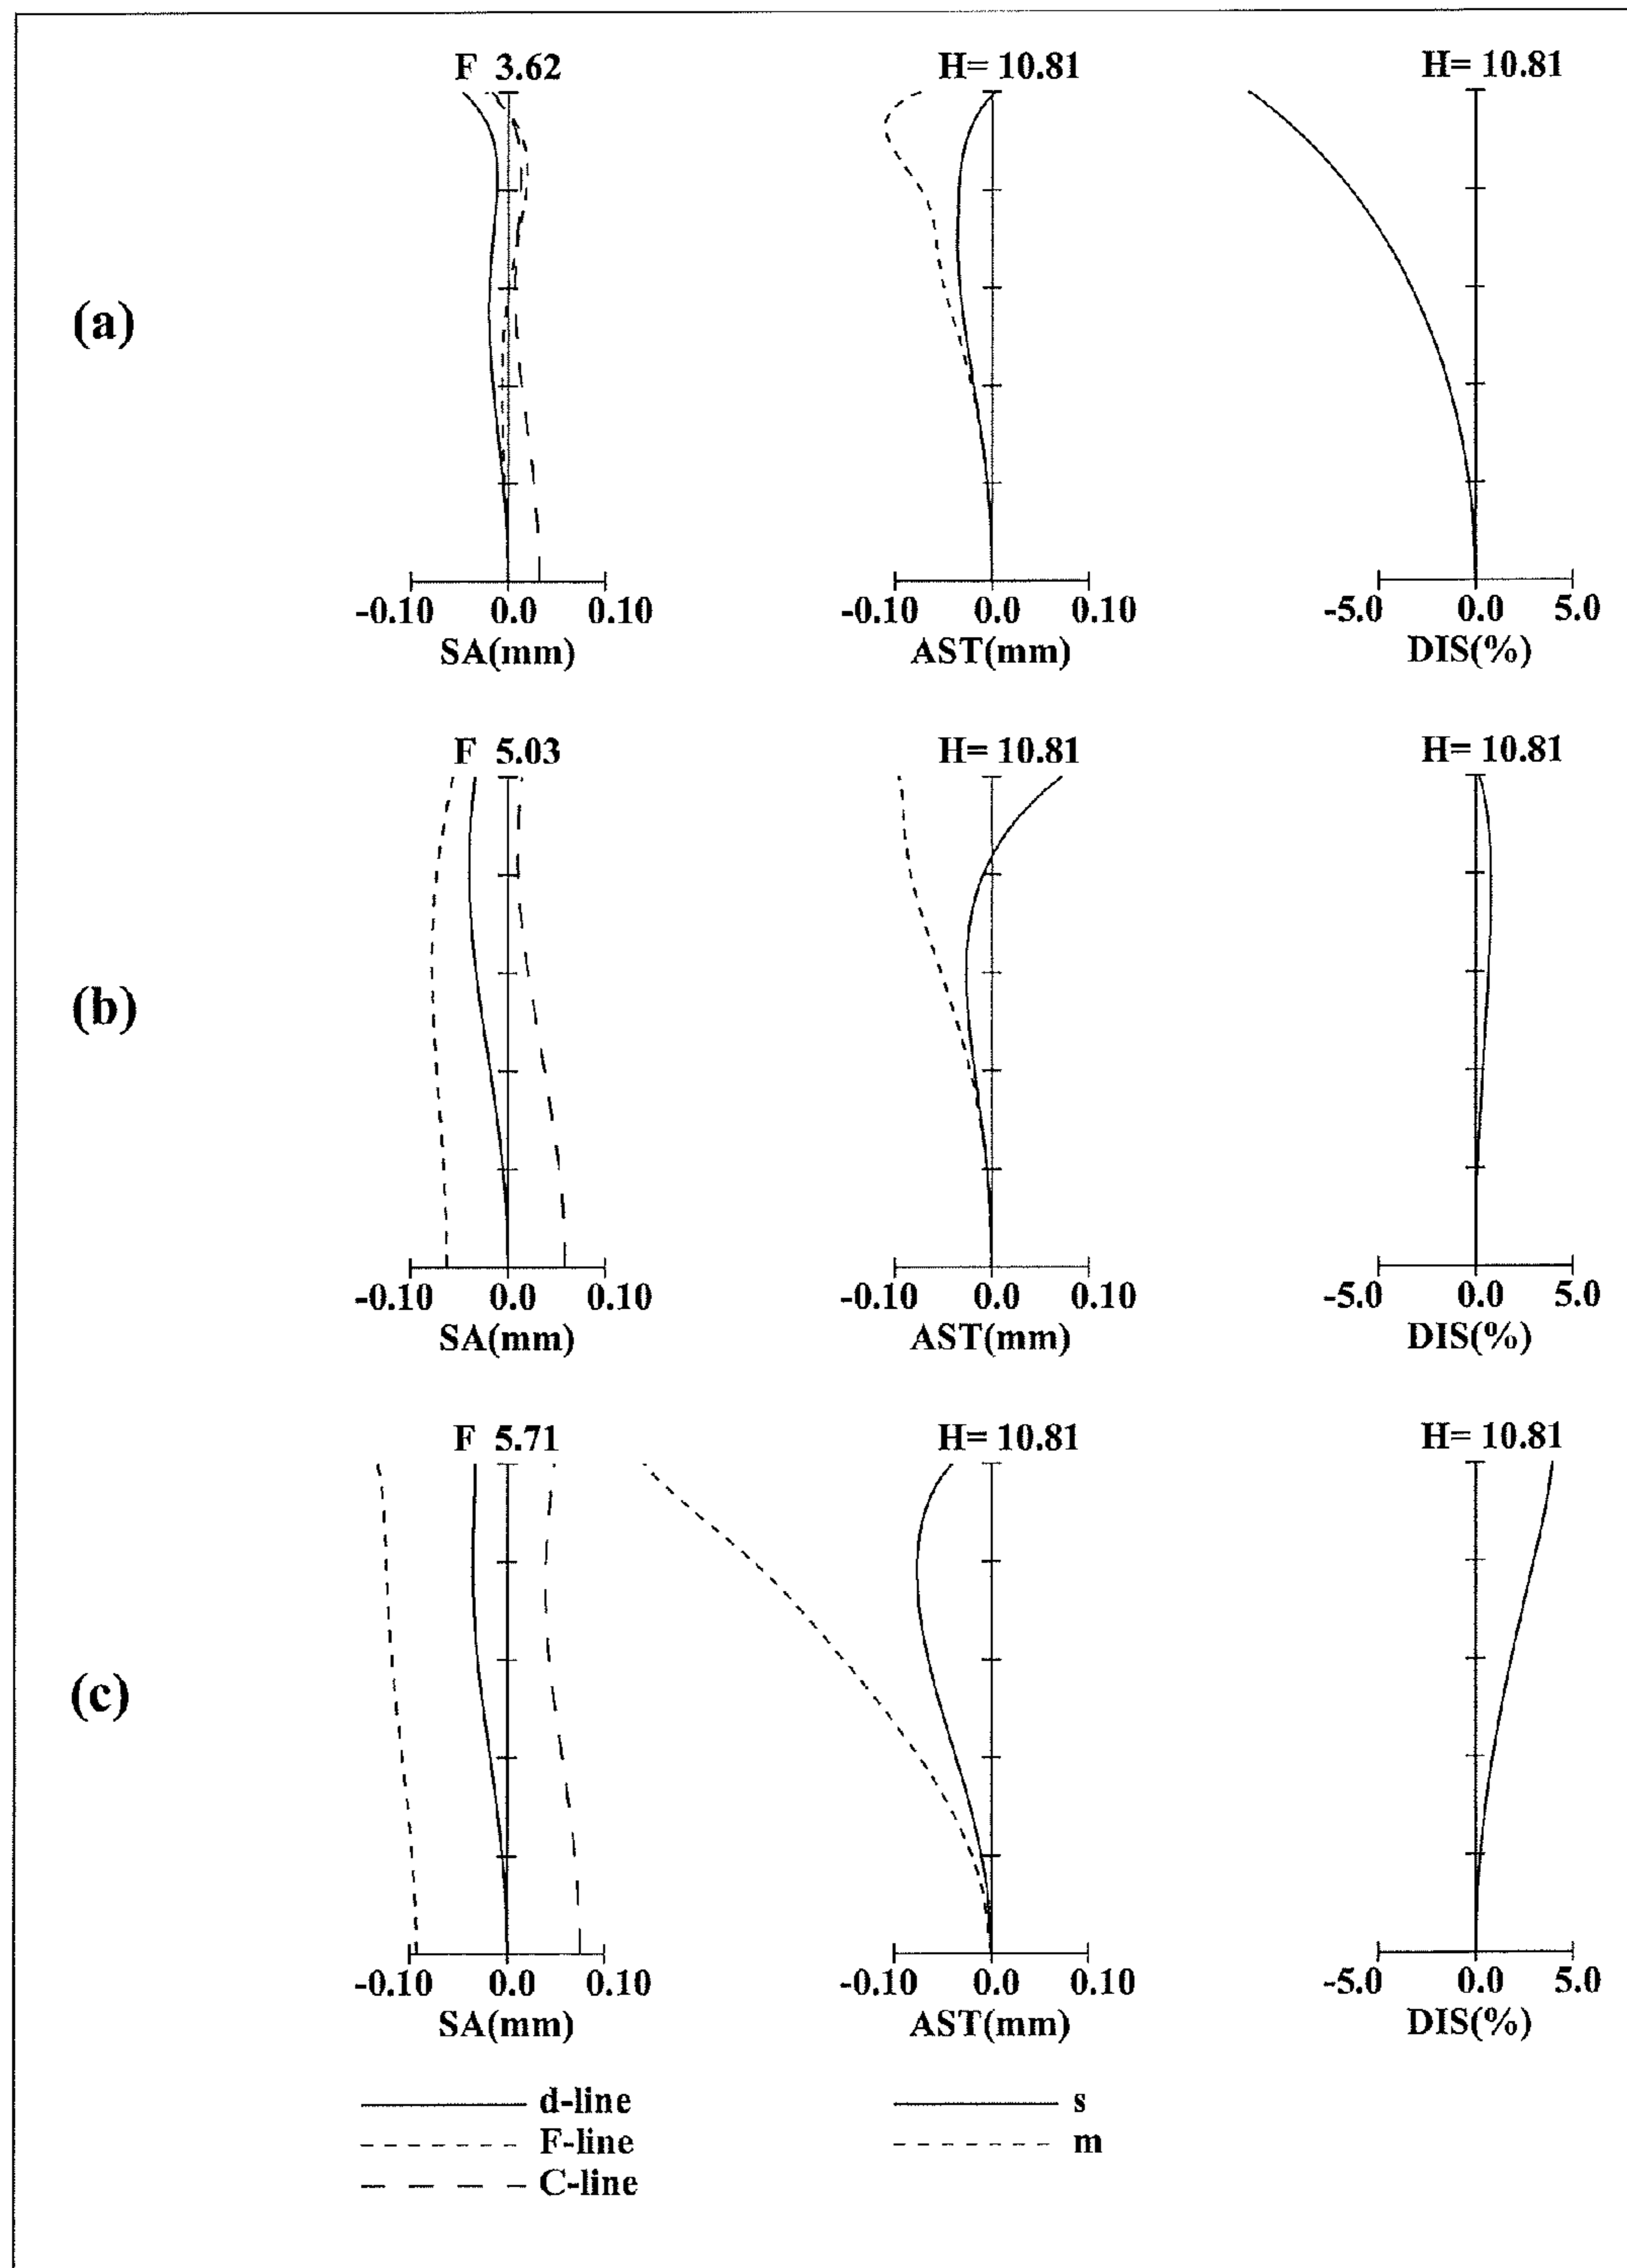 F 3.62 H= 10.81 H= 10.81
(a)
-0.10 0.0 0.10 -0.10 0.0 0.10 -5.0 0.0 5.0
SA(mm) AST(mm) DIS(%)
F 5.03 H= 10.81 H= 10.81
(b)
-0.10 0.0 0.10 -0.10 0.0 0.10 -5.0 0.0 5.0
SA(mm) AST(mm) DIS(%)
F 5.71 H= 10.81 H= 10.81
(c)
-0.10 0.0 0.10 -0.10 0.0 0.10 -5.0 0.0 5.0
SA(mm) AST(mm) DIS(%)
d-line s
F-line m
C-line